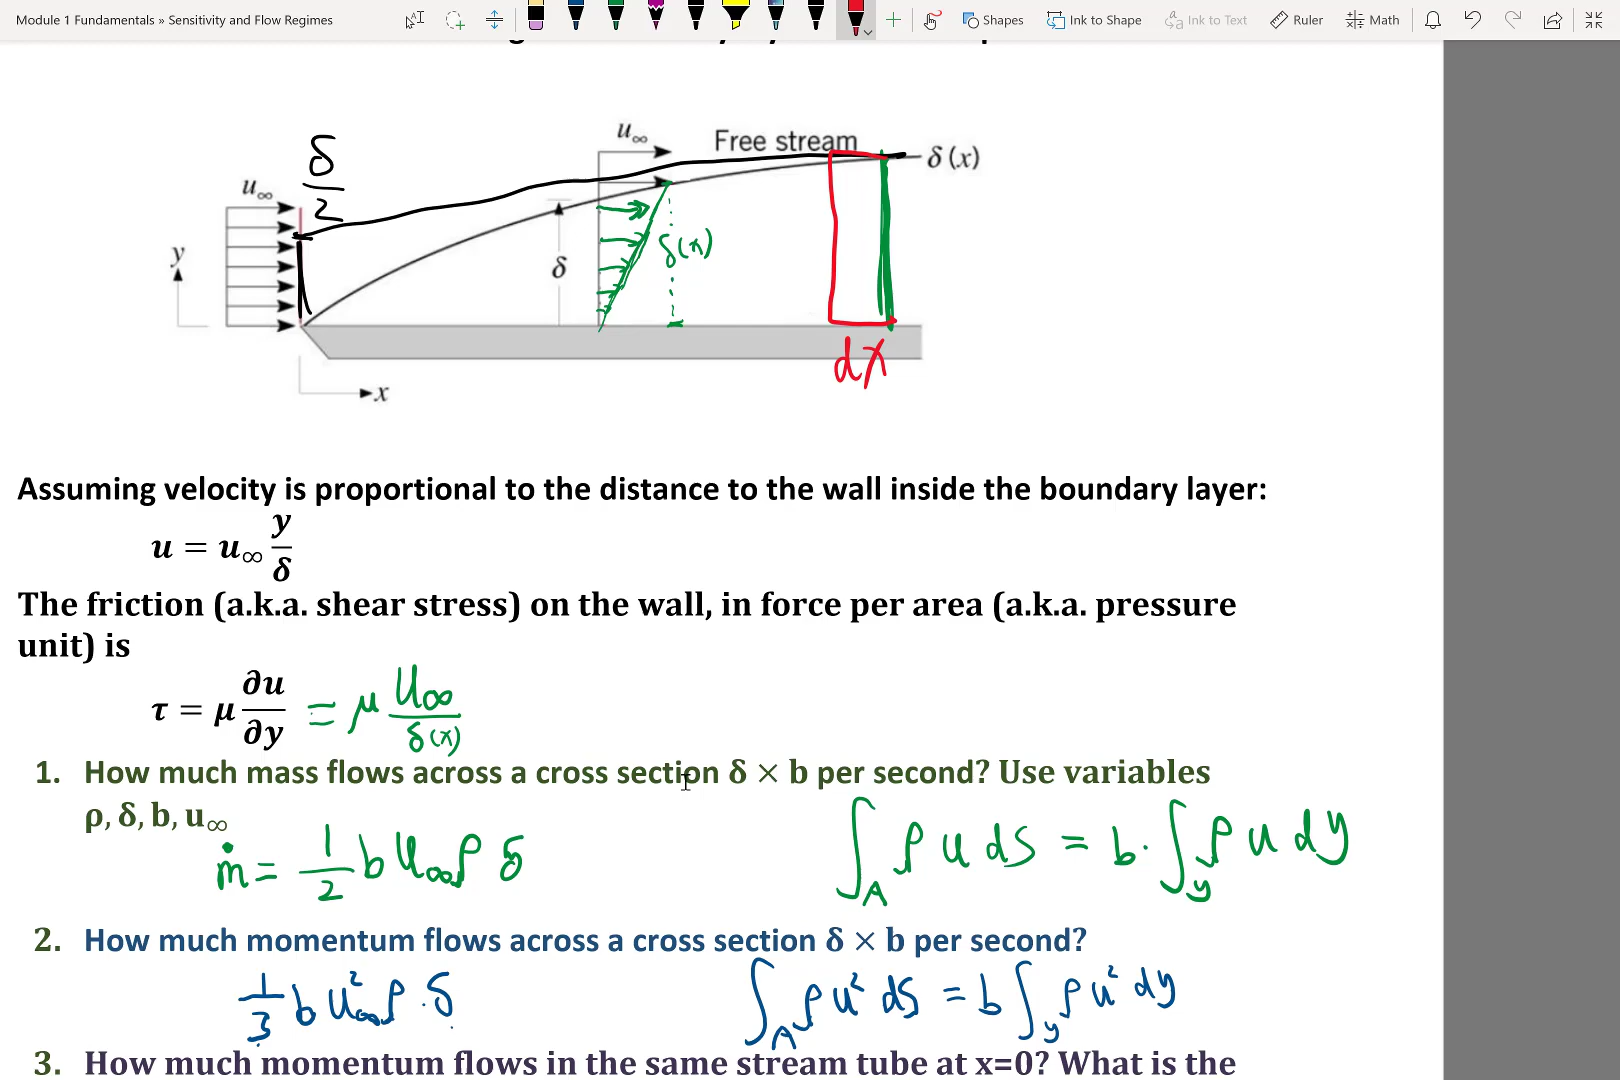 Module 1 Fundamentals » Sensitivity and Flow Regimes
Shapes Ink to Shape Ink to Text Ruler Math
δ/2
u∞
u∞
Free stream
δ(x)
y
δ
δ(x)
dx
x
Assuming velocity is proportional to the distance to the wall inside the boundary layer:
u = u∞ y/δ
The friction (a.k.a. shear stress) on the wall, in force per area (a.k.a. pressure
unit) is
τ = μ ∂u/∂y = μ U∞/δ(x)
1. How much mass flows across a cross section δ × b per second? Use variables
ρ, δ, b, u∞
ṁ = 1/2 b U∞ ρ δ
∫_A ρ u ds = b · ∫_y ρ u dy
2. How much momentum flows across a cross section δ × b per second?
1/3 b U∞² ρ · δ
∫_A ρ u² ds = b ∫_y ρ u² dy
3. How much momentum flows in the same stream tube at x=0? What is the